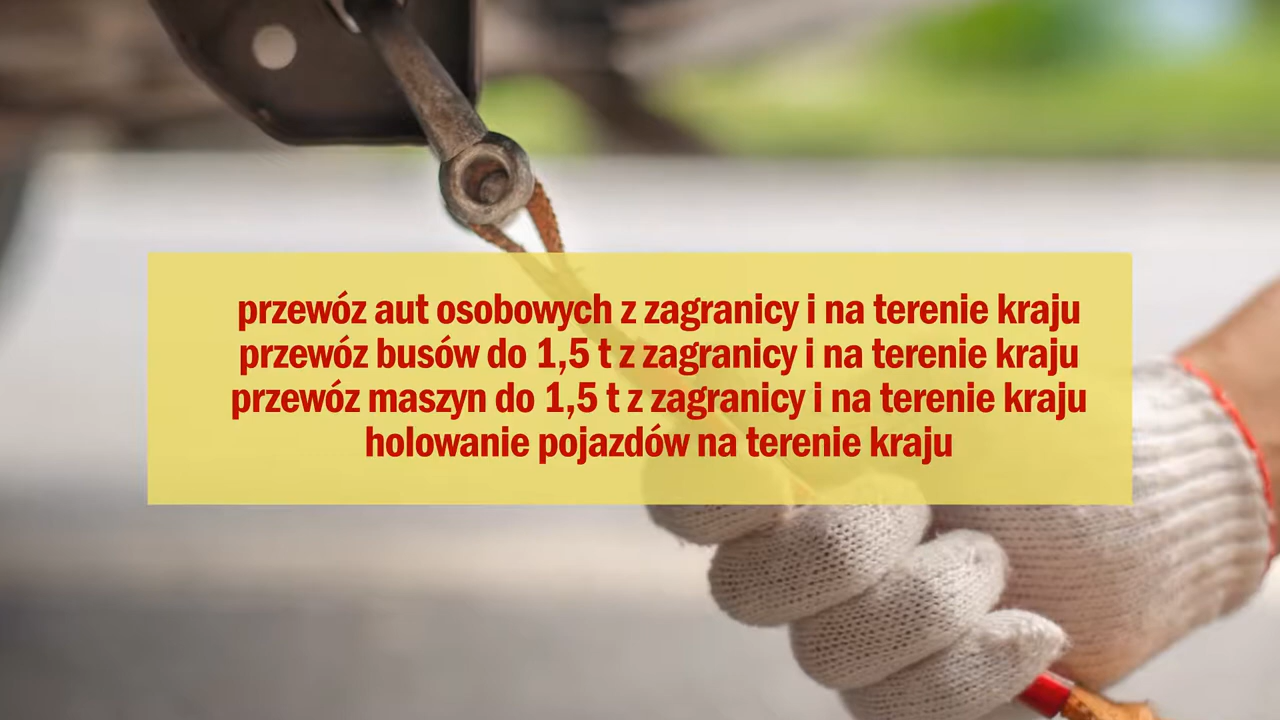 przewóz aut osobowych z zagranicy i na terenie kraju
przewóz busów do 1,5 t z zagranicy i na terenie kraju
przewóz maszyn do 1,5 t z zagranicy i na terenie kraju
holowanie pojazdów na terenie kraju